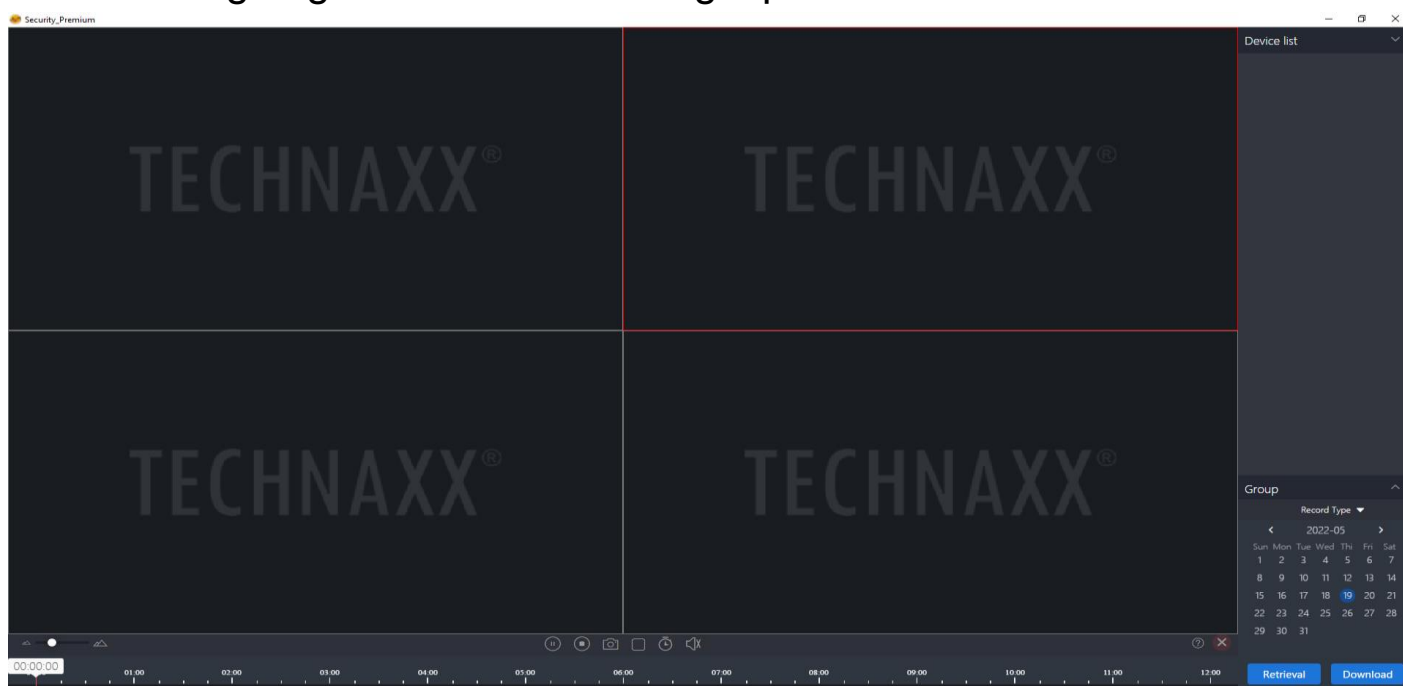 Security_Premium
Device list
TECHNAXX®
TECHNAXX®
TECHNAXX®
TECHNAXX®
Group
Record Type
2022-05
Sun Mon Tue Wed Thi Fri Sat
1 2 3 4 5 6 7
8 9 10 11 12 13 14
15 16 17 18 19 20 21
22 23 24 25 26 27 28
29 30 31
00:00:00 01:00 02:00 03:00 04:00 05:00 06:00 07:00 08:00 09:00 10:00 11:00 12:00
Retrieval Download